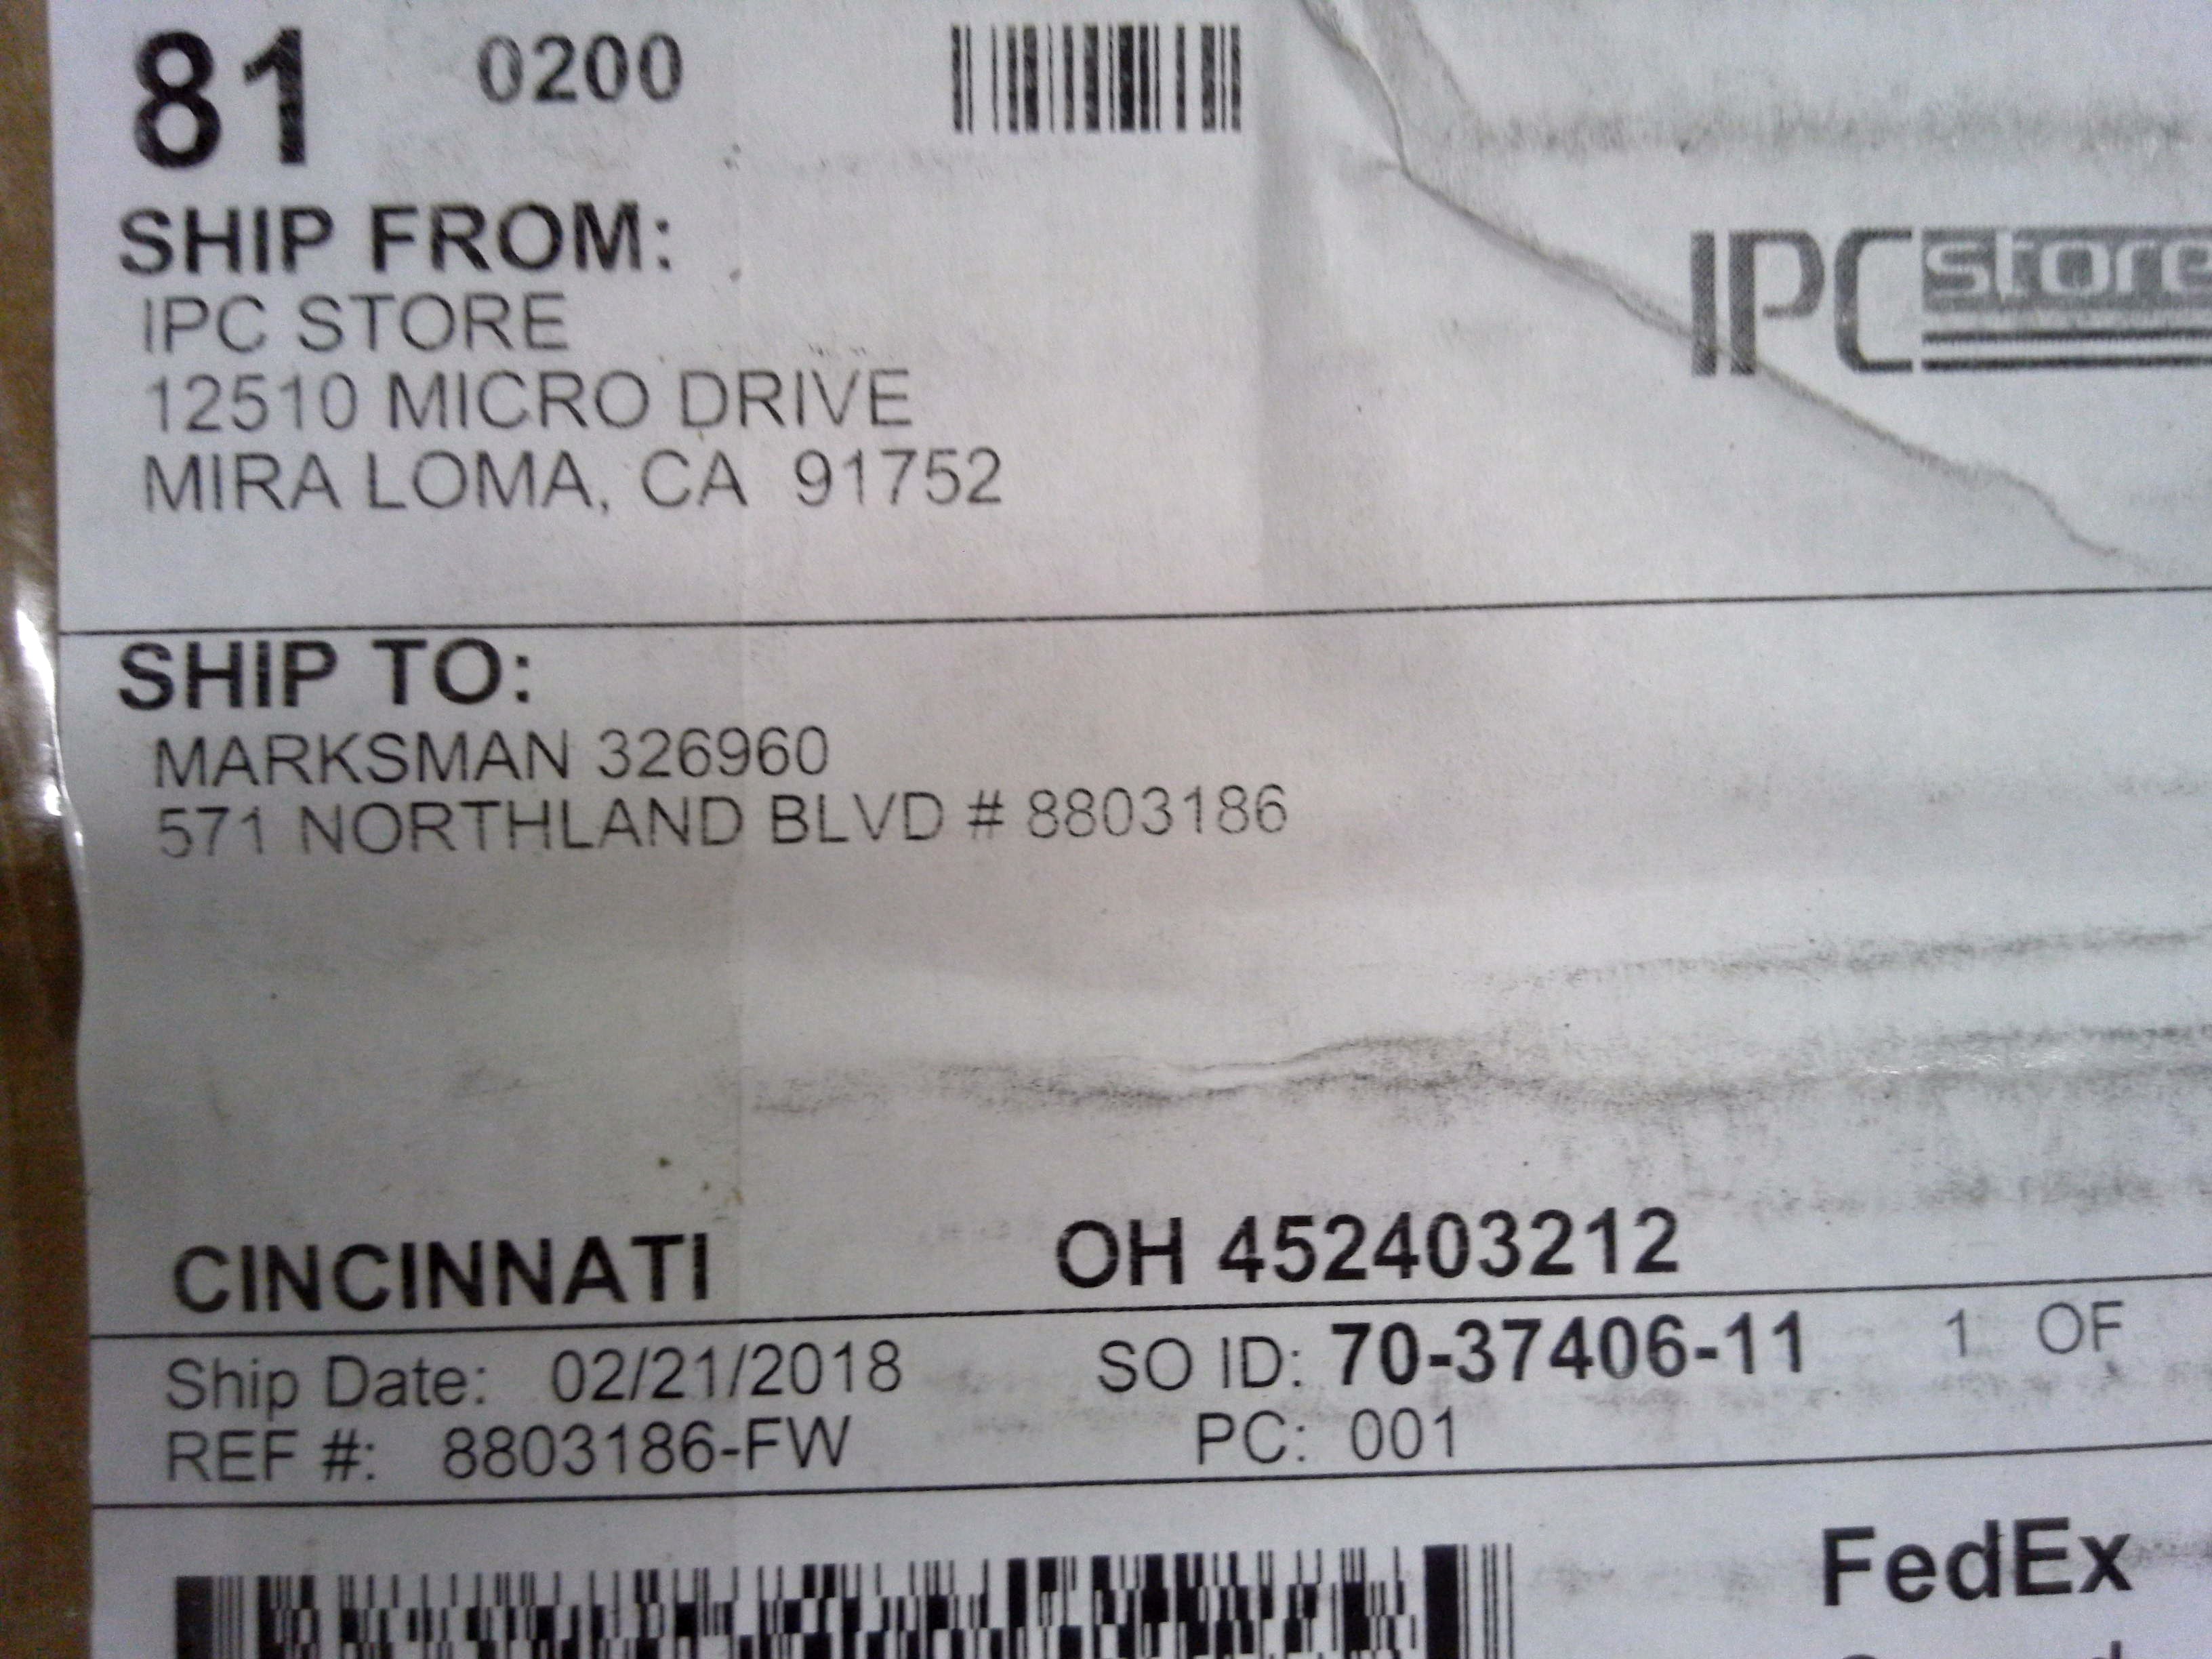 81 0200
SHIP FROM:
IPC STORE
12510 MICRO DRIVE
MIRA LOMA, CA 91752
IPC store
SHIP TO:
MARKSMAN 326960
571 NORTHLAND BLVD # 8803186
CINCINNATI OH 452403212
Ship Date: 02/21/2018 SO ID: 70-37406-11 1 OF
REF #: 8803186-FW PC: 001
FedEx